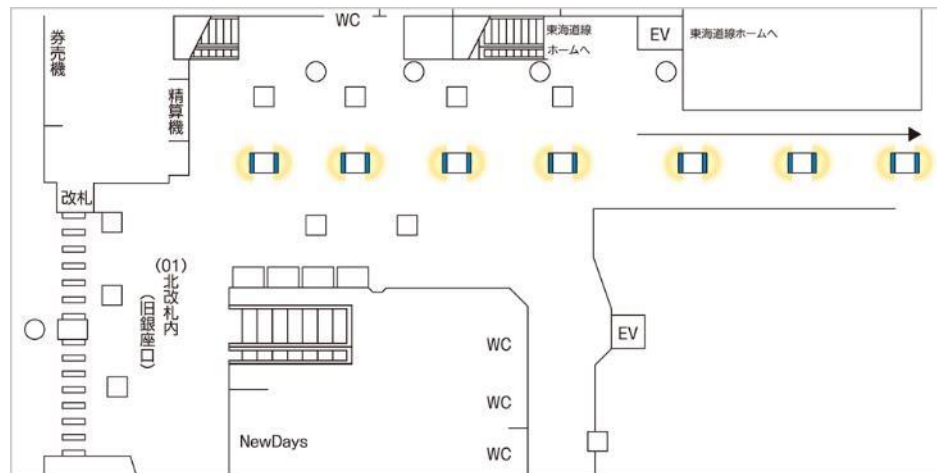 WC
券売機
東海道線
ホームへ
EV
東海道線ホームへ
精算機
改札
(01)
北改札内
(旧銀座口)
EV
WC
WC
NewDays
WC